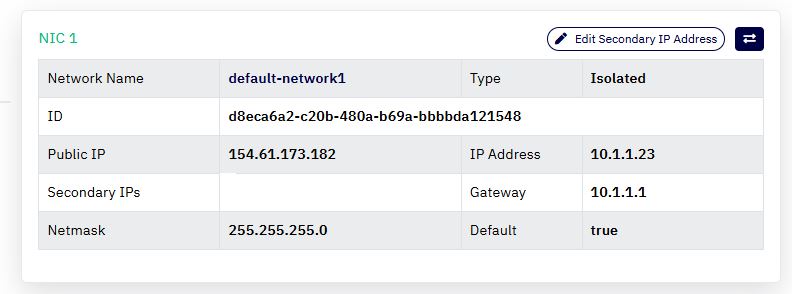 NIC 1
Edit Secondary IP Address
Network Name default-network1 Type Isolated
ID d8eca6a2-c20b-480a-b69a-bbbbda121548
Public IP 154.61.173.182 IP Address 10.1.1.23
Secondary IPs Gateway 10.1.1.1
Netmask 255.255.255.0 Default true